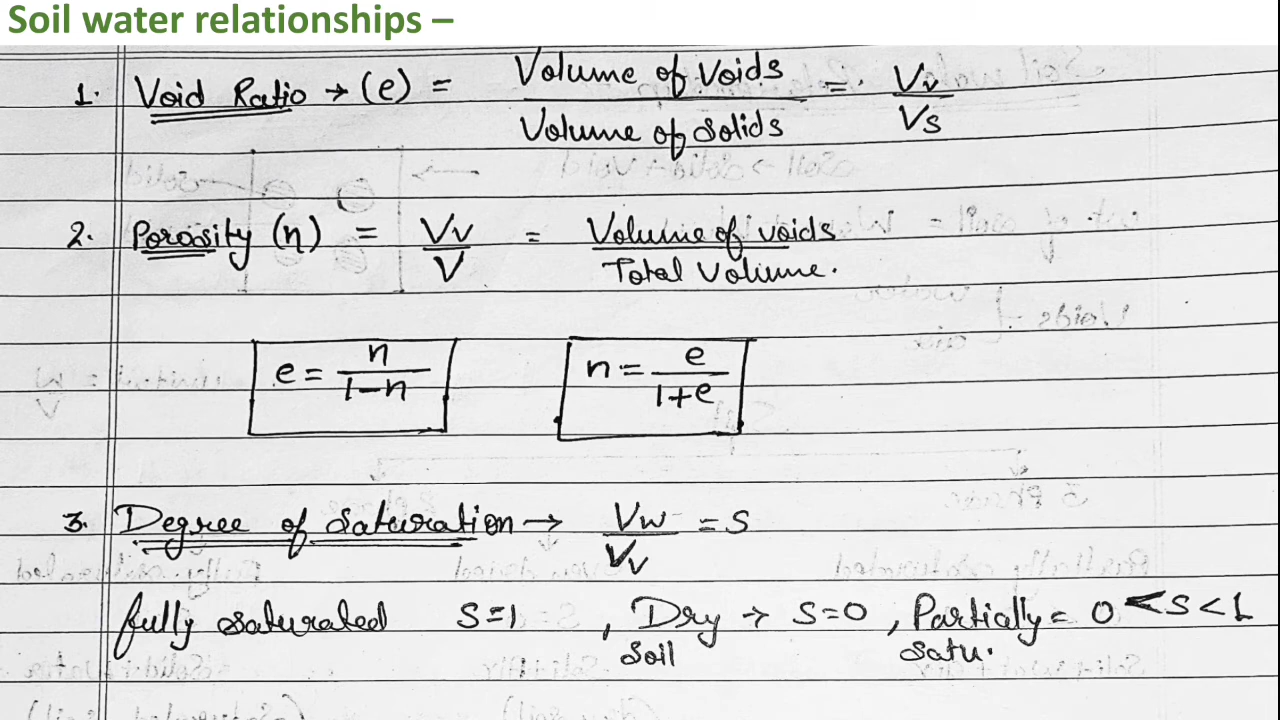 Soil water relationships –
1. Void Ratio → (e) = Volume of Voids / Volume of Solids = Vv / Vs
2. Porosity (n) = Vv / V = Volume of voids / Total Volume.
e = n / 1-n    n = e / 1+e
3. Degree of Saturation → Vw / Vv = S
fully saturated S=1 , Dry soil → S=0 , Partially satu. = 0 < S < 1